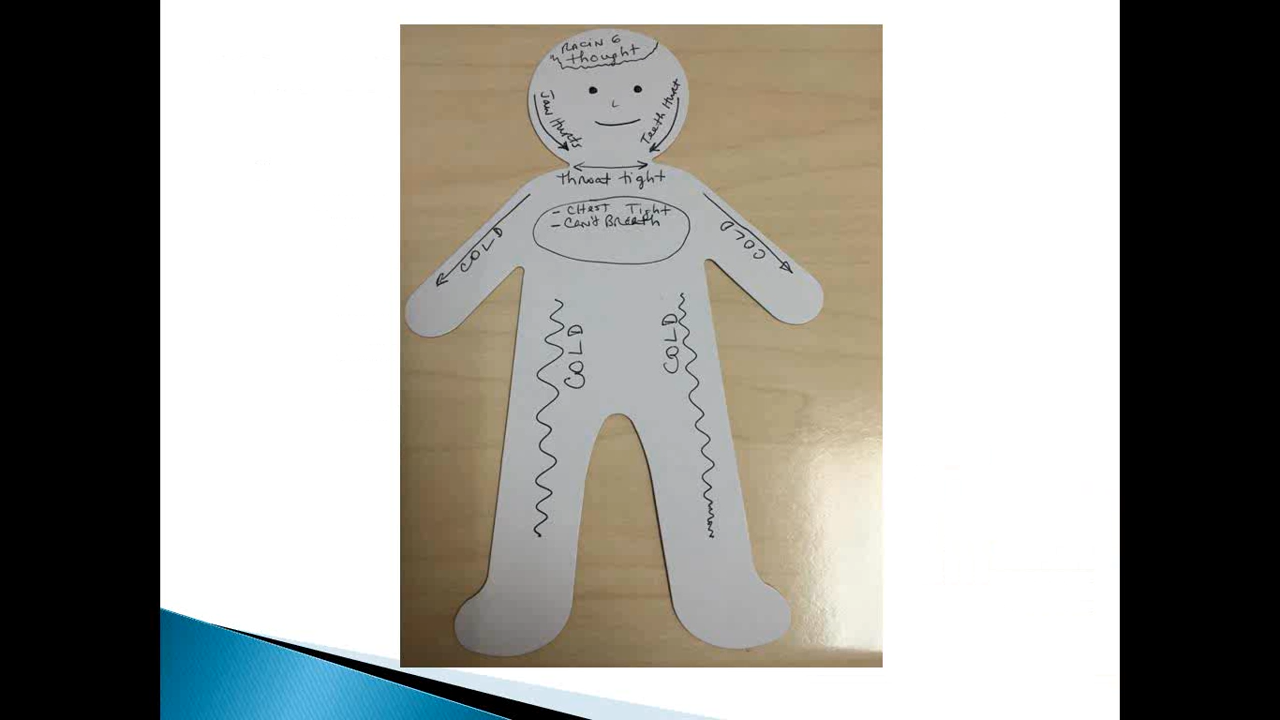 RACING
thought
Jaw Hurts
Teeth Hurt
throat tight
- CHEST Tight
- Can't Breath
COLD
COLD
COLD
COLD